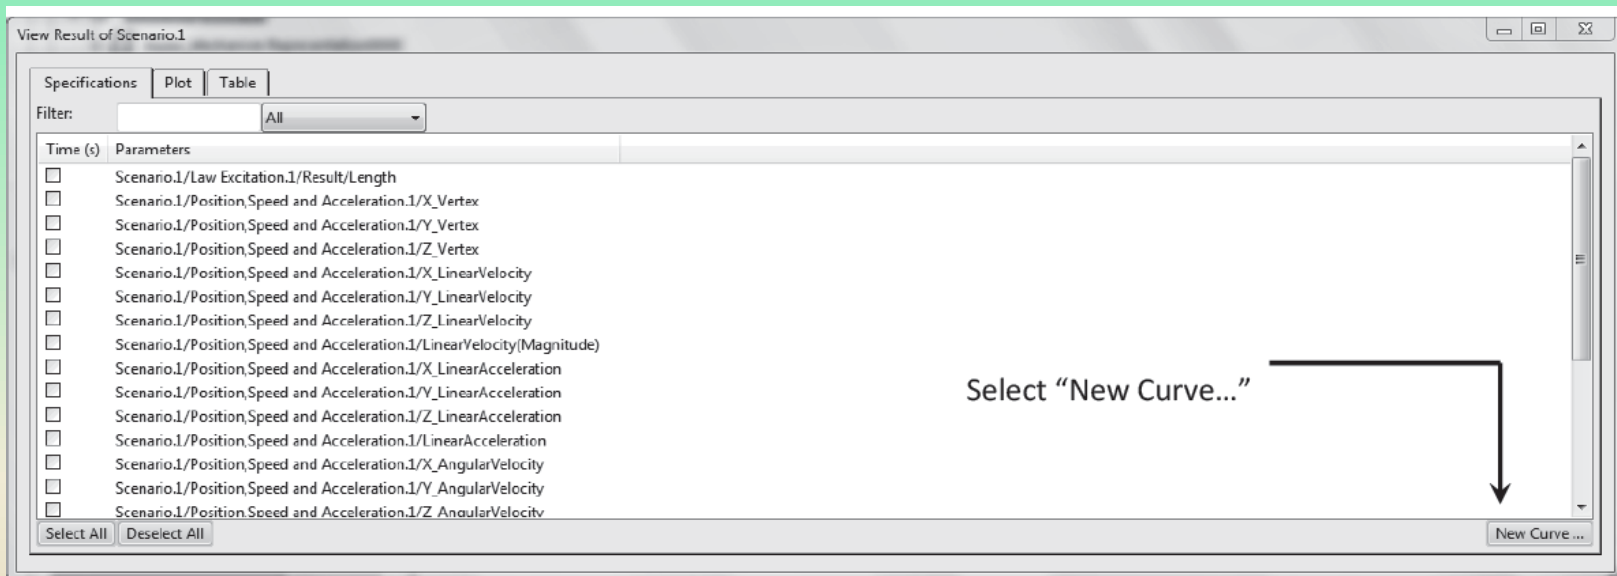 View Result of Scenario.1
Specifications Plot Table
Filter: All
Time (s) Parameters
Scenario.1/Law Excitation.1/Result/Length
Scenario.1/Position,Speed and Acceleration.1/X_Vertex
Scenario.1/Position,Speed and Acceleration.1/Y_Vertex
Scenario.1/Position,Speed and Acceleration.1/Z_Vertex
Scenario.1/Position,Speed and Acceleration.1/X_LinearVelocity
Scenario.1/Position,Speed and Acceleration.1/Y_LinearVelocity
Scenario.1/Position,Speed and Acceleration.1/Z_LinearVelocity
Scenario.1/Position,Speed and Acceleration.1/LinearVelocity(Magnitude)
Scenario.1/Position,Speed and Acceleration.1/X_LinearAcceleration
Scenario.1/Position,Speed and Acceleration.1/Y_LinearAcceleration
Scenario.1/Position,Speed and Acceleration.1/Z_LinearAcceleration
Scenario.1/Position,Speed and Acceleration.1/LinearAcceleration
Scenario.1/Position,Speed and Acceleration.1/X_AngularVelocity
Scenario.1/Position,Speed and Acceleration.1/Y_AngularVelocity
Scenario.1/Position,Speed and Acceleration.1/Z_AngularVelocity
Select “New Curve…”
Select All Deselect All New Curve ...